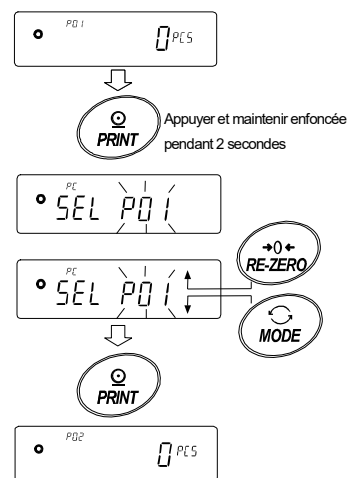 P01
0 PCS
PRINT
Appuyer et maintenir enfoncée
pendant 2 secondes
PC
SEL P01
→0←
RE-ZERO
PC
SEL P01
MODE
PRINT
P02
0 PCS